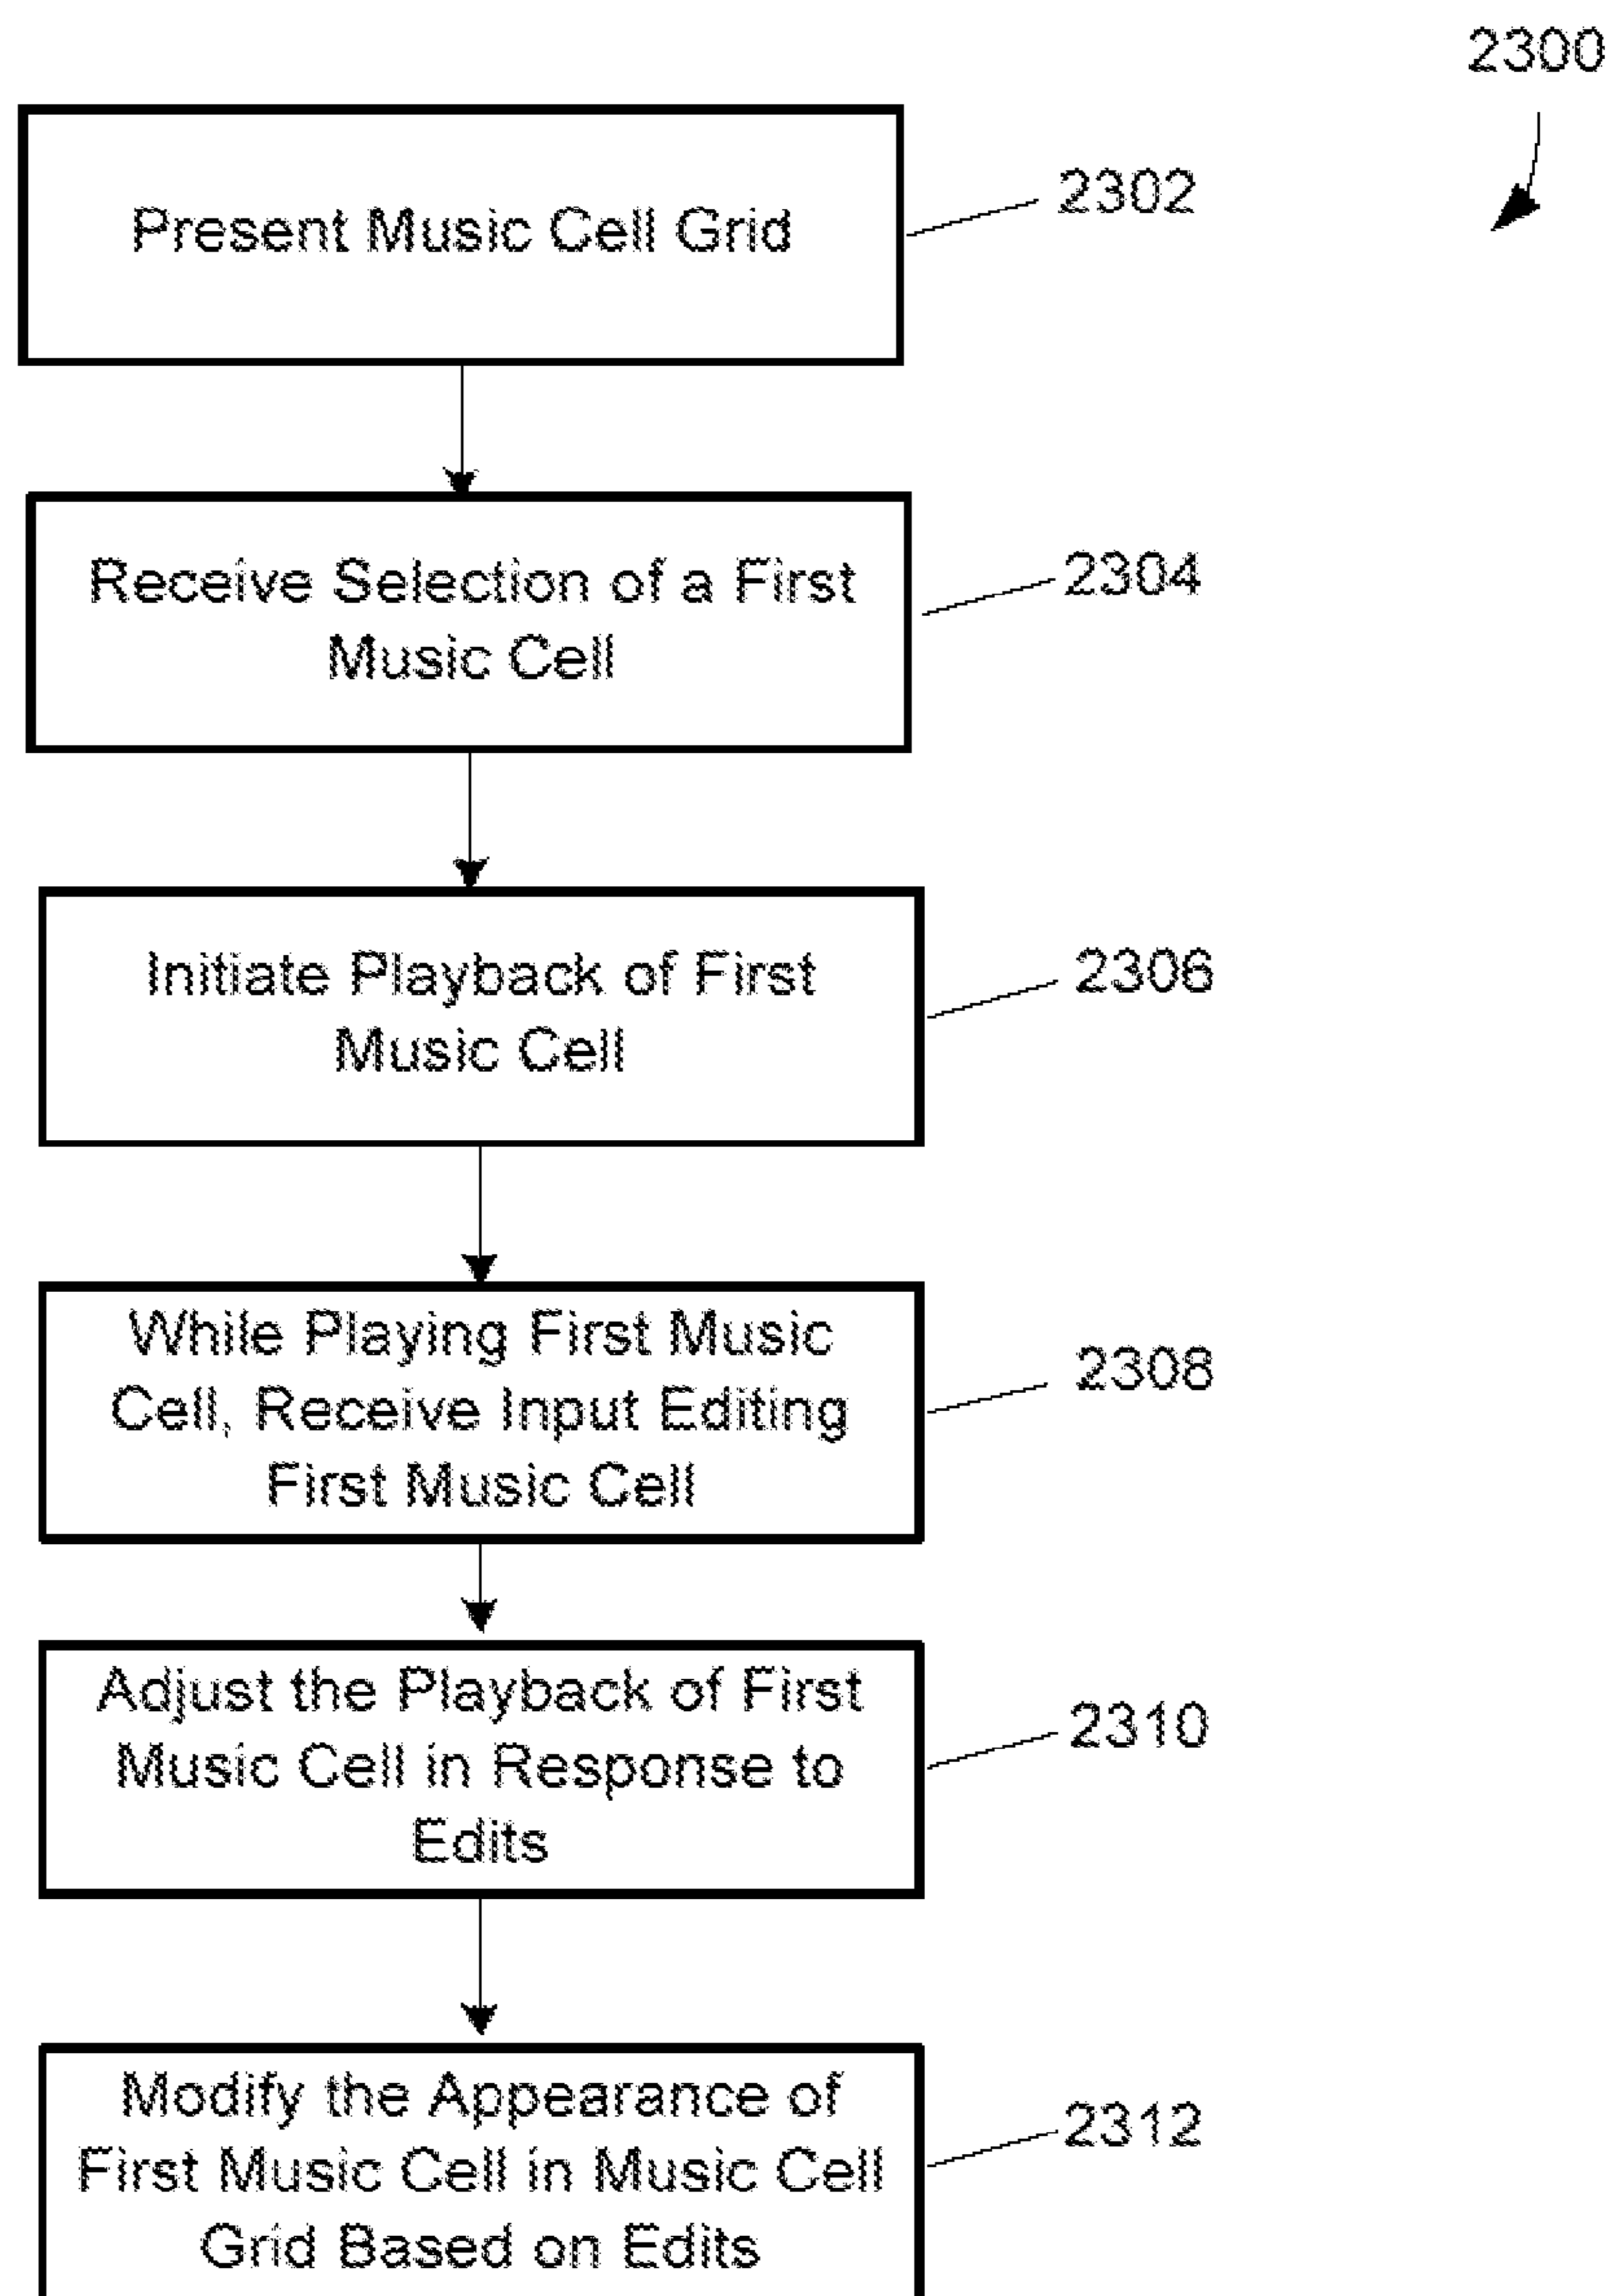 2300
Present Music Cell Grid
2302
Receive Selection of a First
Music Cell
2304
Initiate Playback of First
Music Cell
2306
While Playing First Music
Cell, Receive Input Editing
First Music Cell
2308
Adjust the Playback of First
Music Cell in Response to
Edits
2310
Modify the Appearance of
First Music Cell in Music Cell
Grid Based on Edits
2312